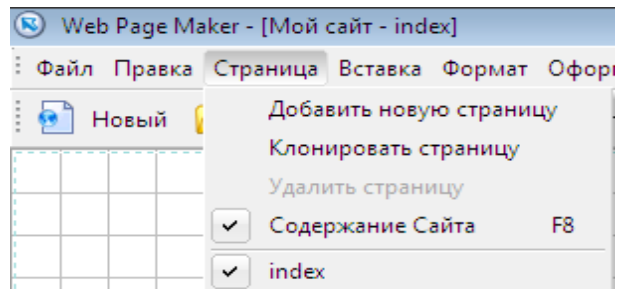 Web Page Maker - [Мой сайт - index]
Файл Правка Страница Вставка Формат
Новый
Добавить новую страницу
Клонировать страницу
Удалить страницу
Содержание Сайта F8
index